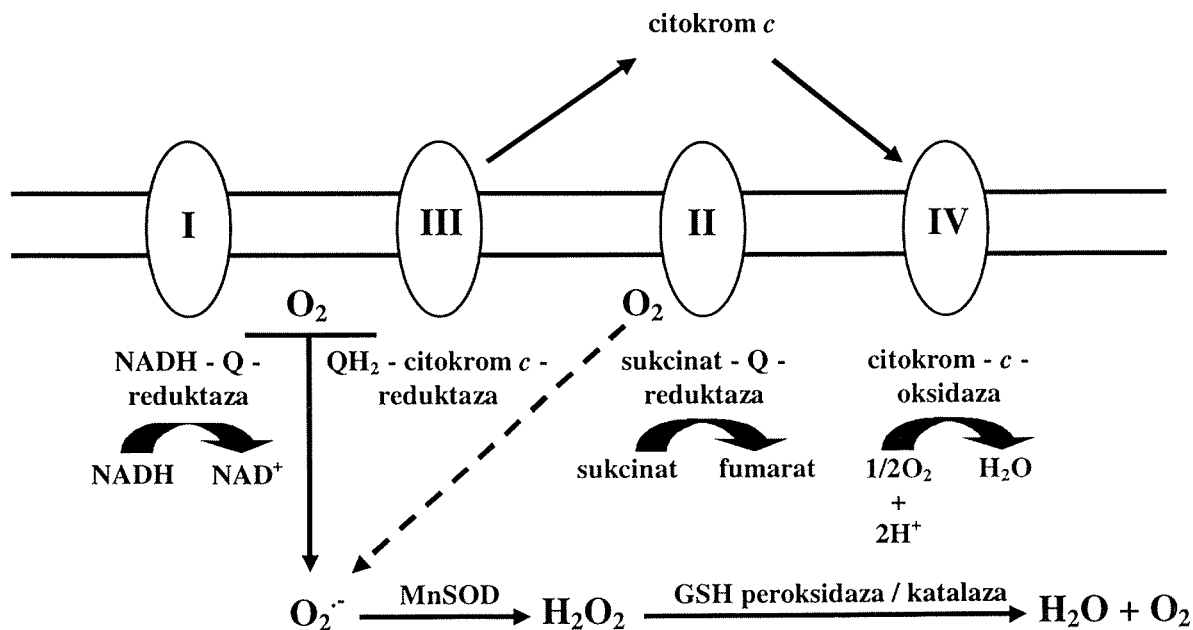 citokrom c
I III II IV
O₂ O₂
NADH - Q -
reduktaza
QH₂ - citokrom c -
reduktaza
sukcinat - Q -
reduktaza
citokrom - c -
oksidaza
NADH NAD⁺
sukcinat fumarat
1/2O₂
+
2H⁺
H₂O
O₂·⁻ MnSOD H₂O₂ GSH peroksidaza / katalaza H₂O + O₂